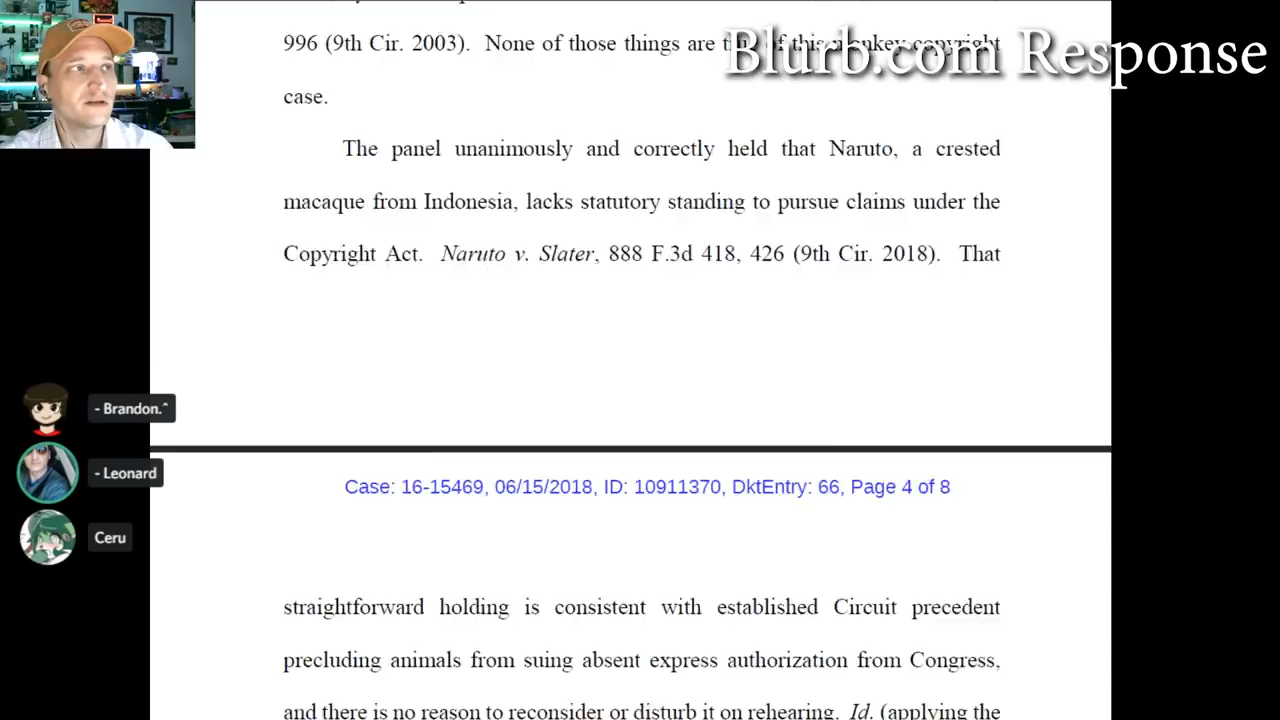 Blurb.com Response
996 (9th Cir. 2003). None of those things are of this monkey copyright
case.
The panel unanimously and correctly held that Naruto, a crested
macaque from Indonesia, lacks statutory standing to pursue claims under the
Copyright Act. Naruto v. Slater, 888 F.3d 418, 426 (9th Cir. 2018). That
- Brandon.^
- Leonard
Ceru
Case: 16-15469, 06/15/2018, ID: 10911370, DktEntry: 66, Page 4 of 8
straightforward holding is consistent with established Circuit precedent
precluding animals from suing absent express authorization from Congress,
and there is no reason to reconsider or disturb it on rehearing. Id. (applying the